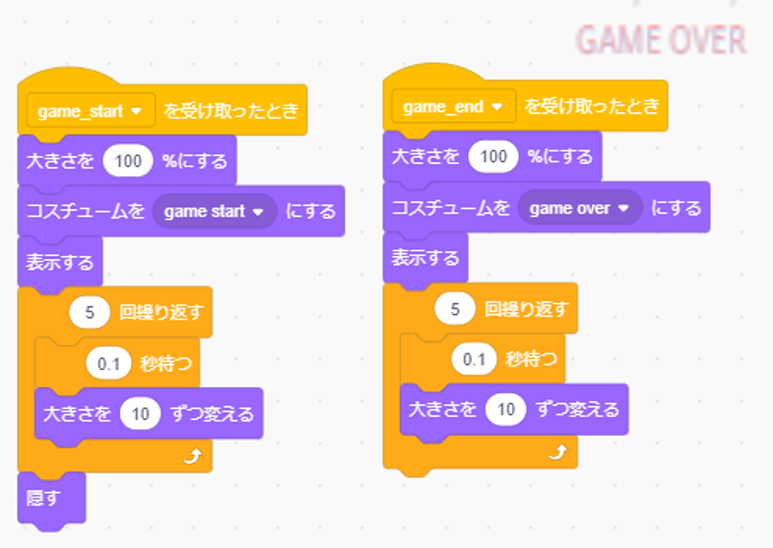 GAME OVER
game_start を受け取ったとき
大きさを 100 %にする
コスチュームを game start にする
表示する
5 回繰り返す
0.1 秒待つ
大きさを 10 ずつ変える
隠す
game_end を受け取ったとき
大きさを 100 %にする
コスチュームを game over にする
表示する
5 回繰り返す
0.1 秒待つ
大きさを 10 ずつ変える